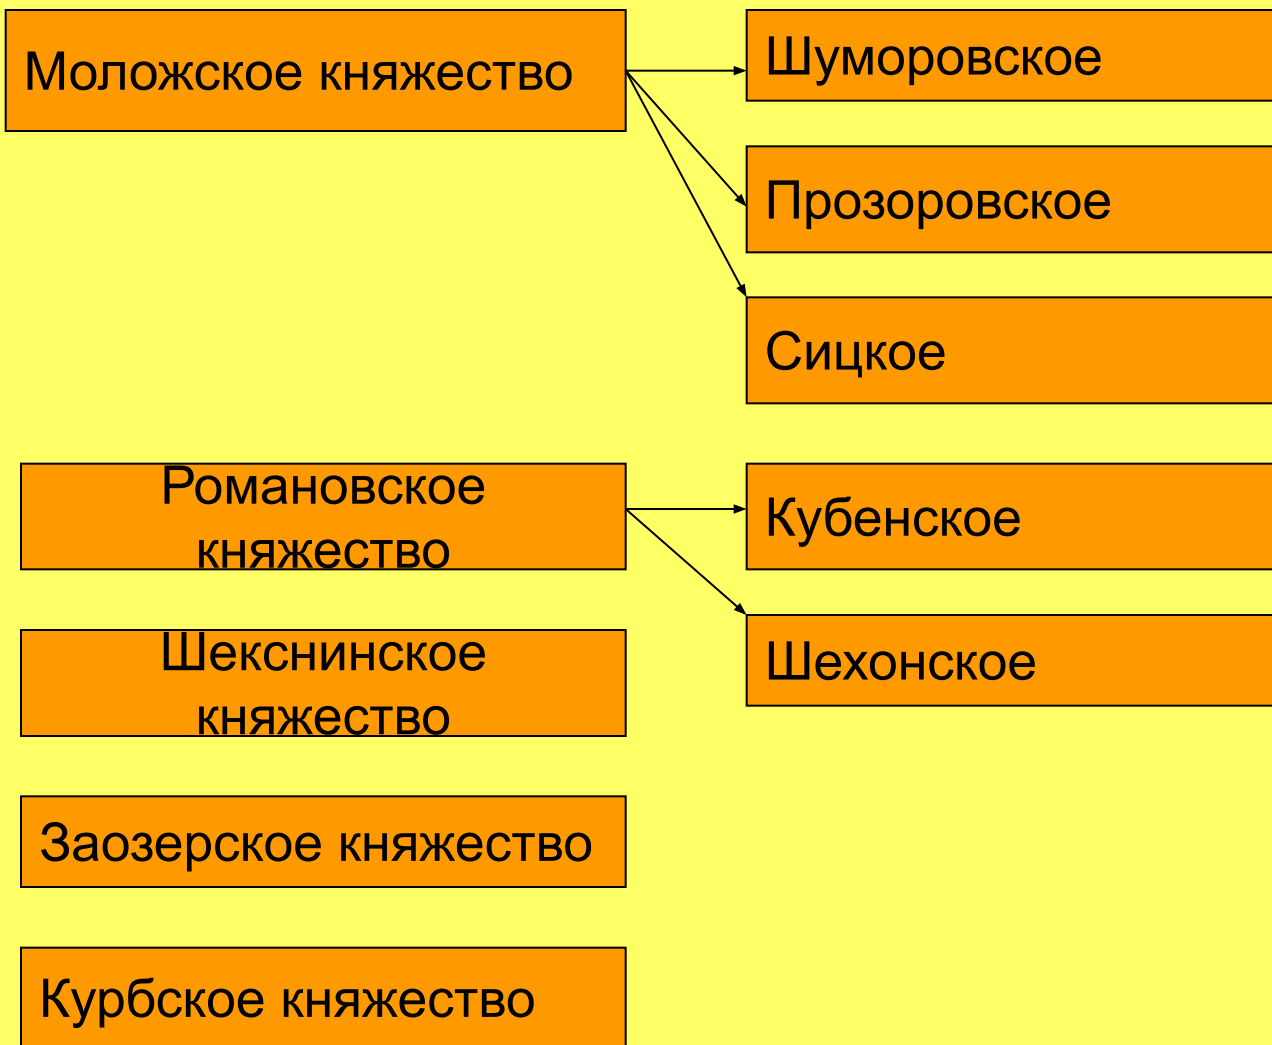 Моложское княжество
Шуморовское
Прозоровское
Сицкое
Романовское
княжество
Кубенское
Шехонское
Шекснинское
княжество
Заозерское княжество
Курбское княжество